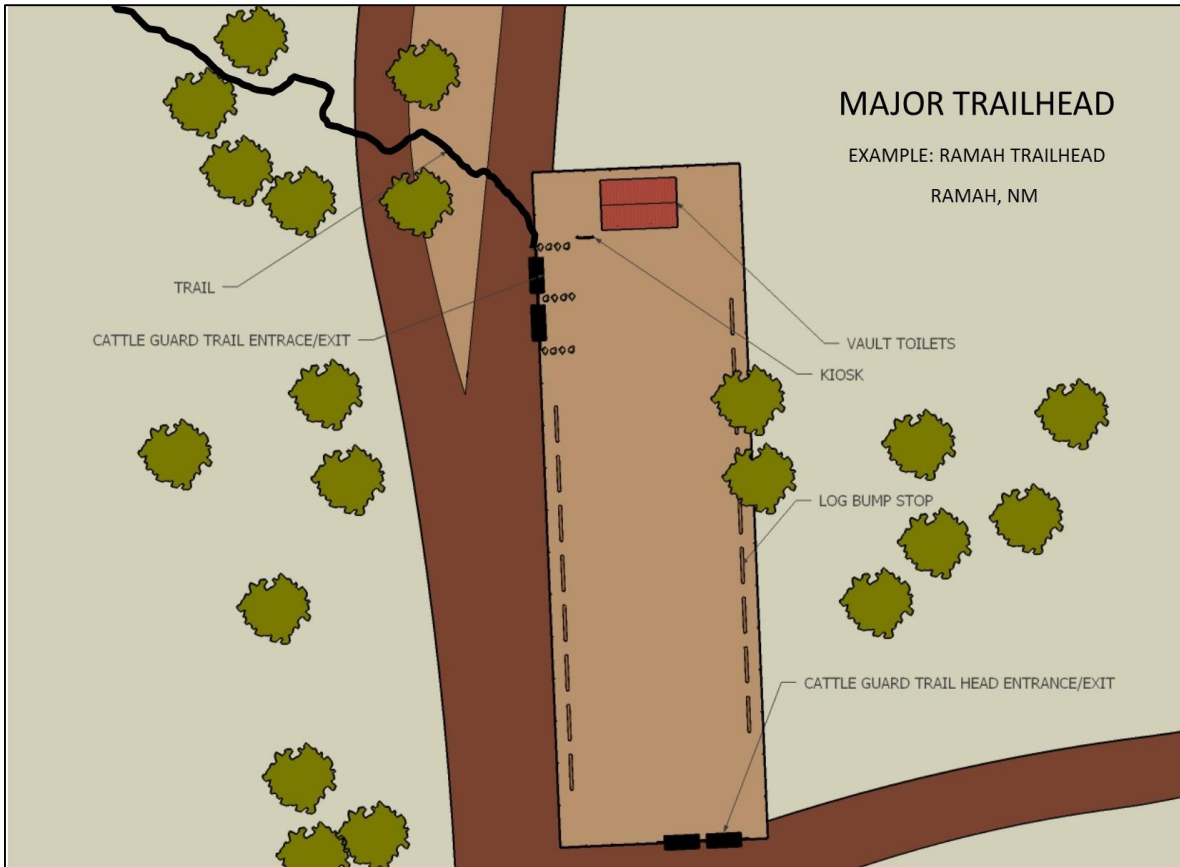 MAJOR TRAILHEAD
EXAMPLE: RAMAH TRAILHEAD
RAMAH, NM
TRAIL
CATTLE GUARD TRAIL ENTRACE/EXIT
VAULT TOILETS
KIOSK
LOG BUMP STOP
CATTLE GUARD TRAIL HEAD ENTRANCE/EXIT